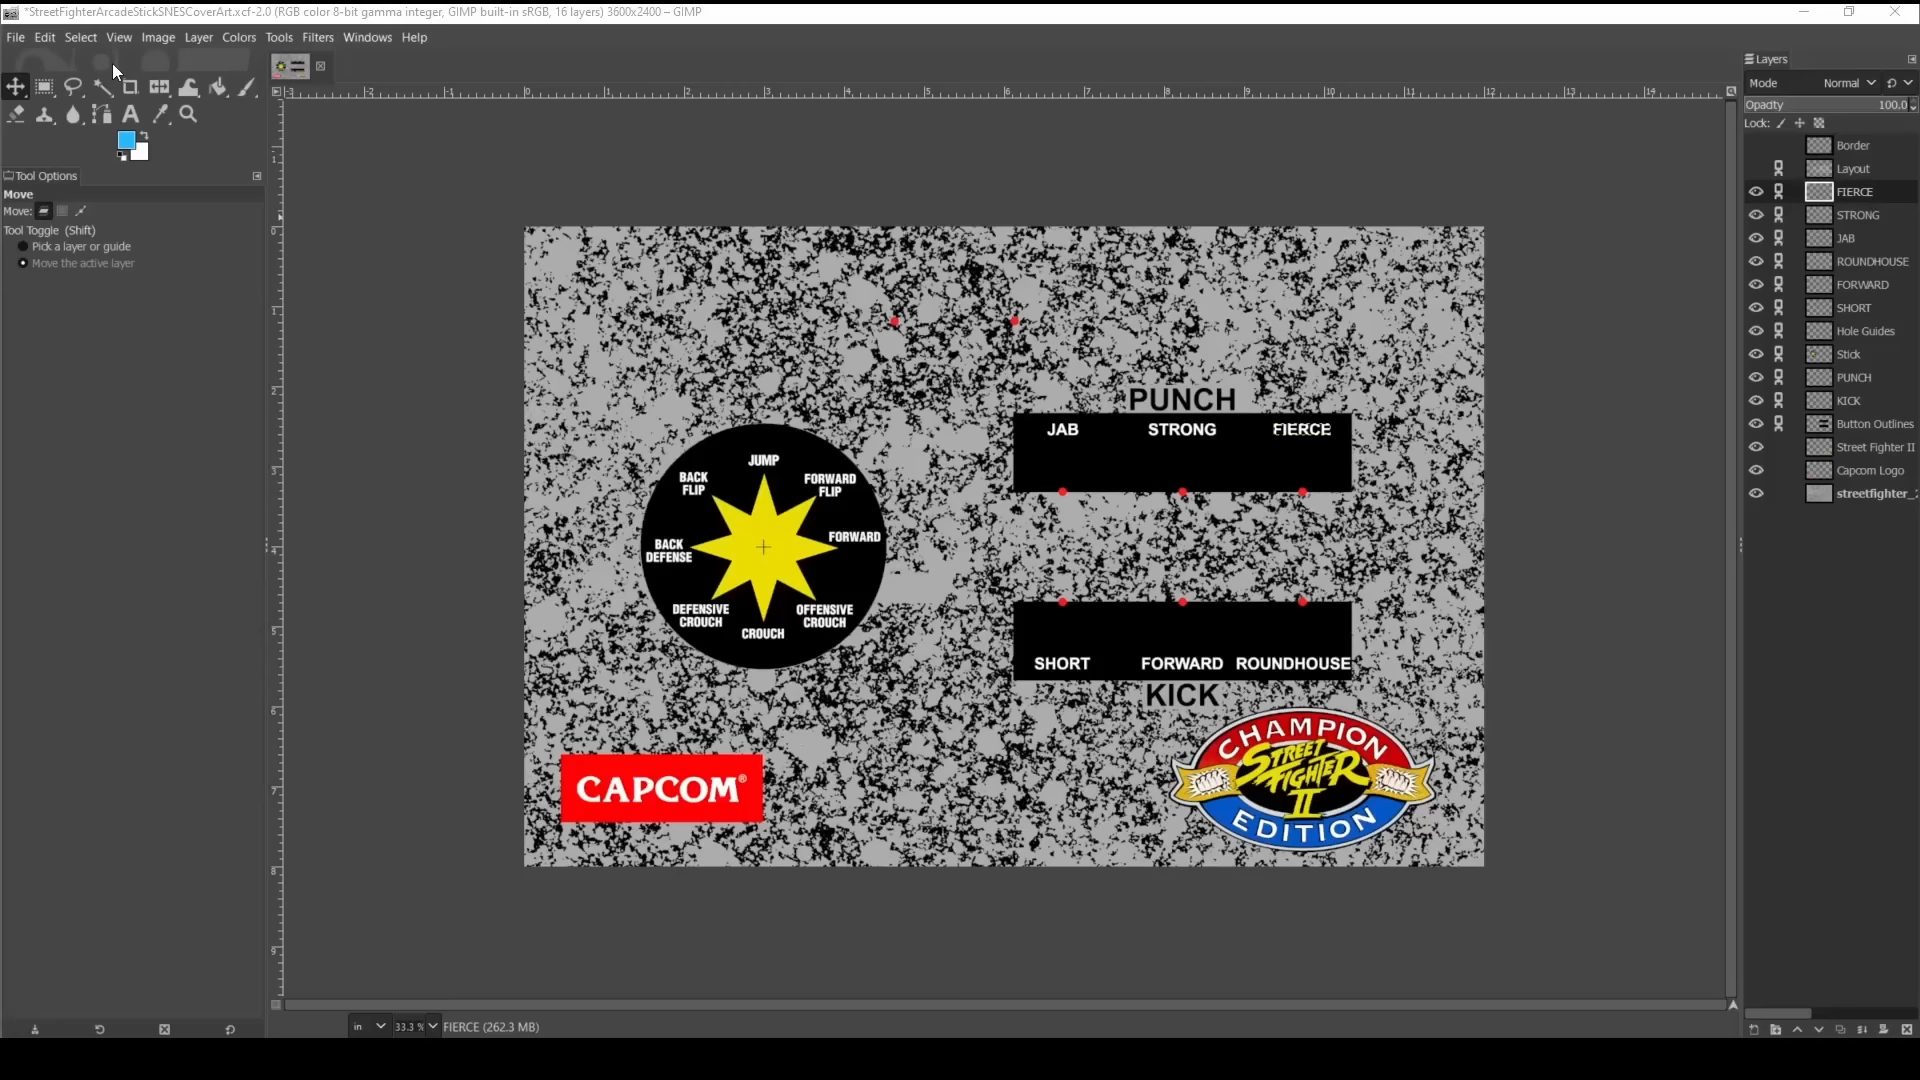 *StreetFighterArcadeStickSNESCoverArt.xcf-2.0 (RGB color 8-bit gamma integer, GIMP built-in sRGB, 16 layers) 3600x2400 – GIMP
File Edit Select View Image Layer Colors Tools Filters Windows Help
Tool Options
Move
Move:
Tool Toggle (Shift)
Pick a layer or guide
Move the active layer
Layers
Mode Normal
Opacity 100.0
Lock:
Border
Layout
FIERCE
STRONG
JAB
ROUNDHOUSE
FORWARD
SHORT
Hole Guides
Stick
PUNCH
KICK
Button Outlines
Street Fighter II
Capcom Logo
streetfighter_
PUNCH
JAB STRONG FIERCE
JUMP
BACK FLIP
FORWARD FLIP
FORWARD
BACK DEFENSE
DEFENSIVE CROUCH
OFFENSIVE CROUCH
CROUCH
SHORT FORWARD ROUNDHOUSE
KICK
CAPCOM®
CHAMPION
STREET
FIGHTER
II
EDITION
in 33.3 % FIERCE (262.3 MB)